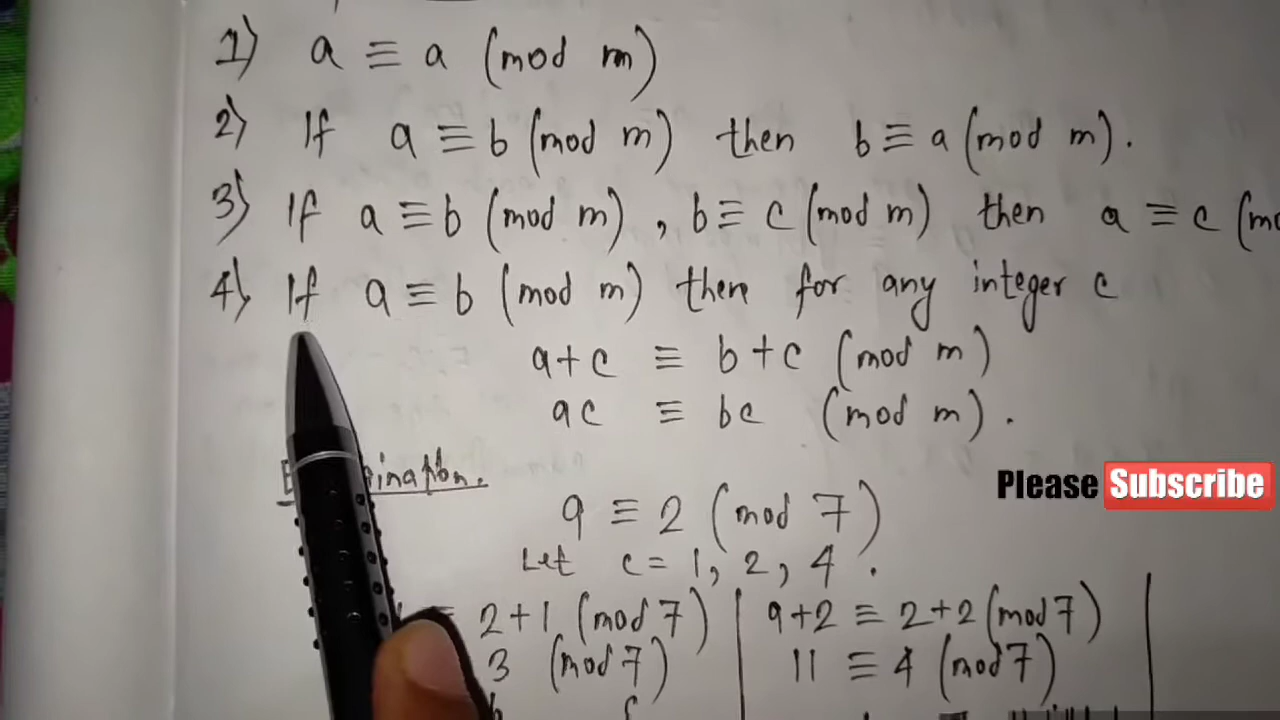 1) a ≡ a (mod m)
2) If a ≡ b (mod m) then b ≡ a (mod m).
3) If a ≡ b (mod m), b ≡ c (mod m) then a ≡ c (mo
4) If a ≡ b (mod m) then for any integer c
a+c ≡ b+c (mod m)
ac ≡ bc (mod m).
Please Subscribe
9 ≡ 2 (mod 7)
Let c = 1, 2, 4.
2+1 (mod 7) | 9+2 ≡ 2+2 (mod 7) |
3 (mod 7) 11 ≡ 4 (mod 7)